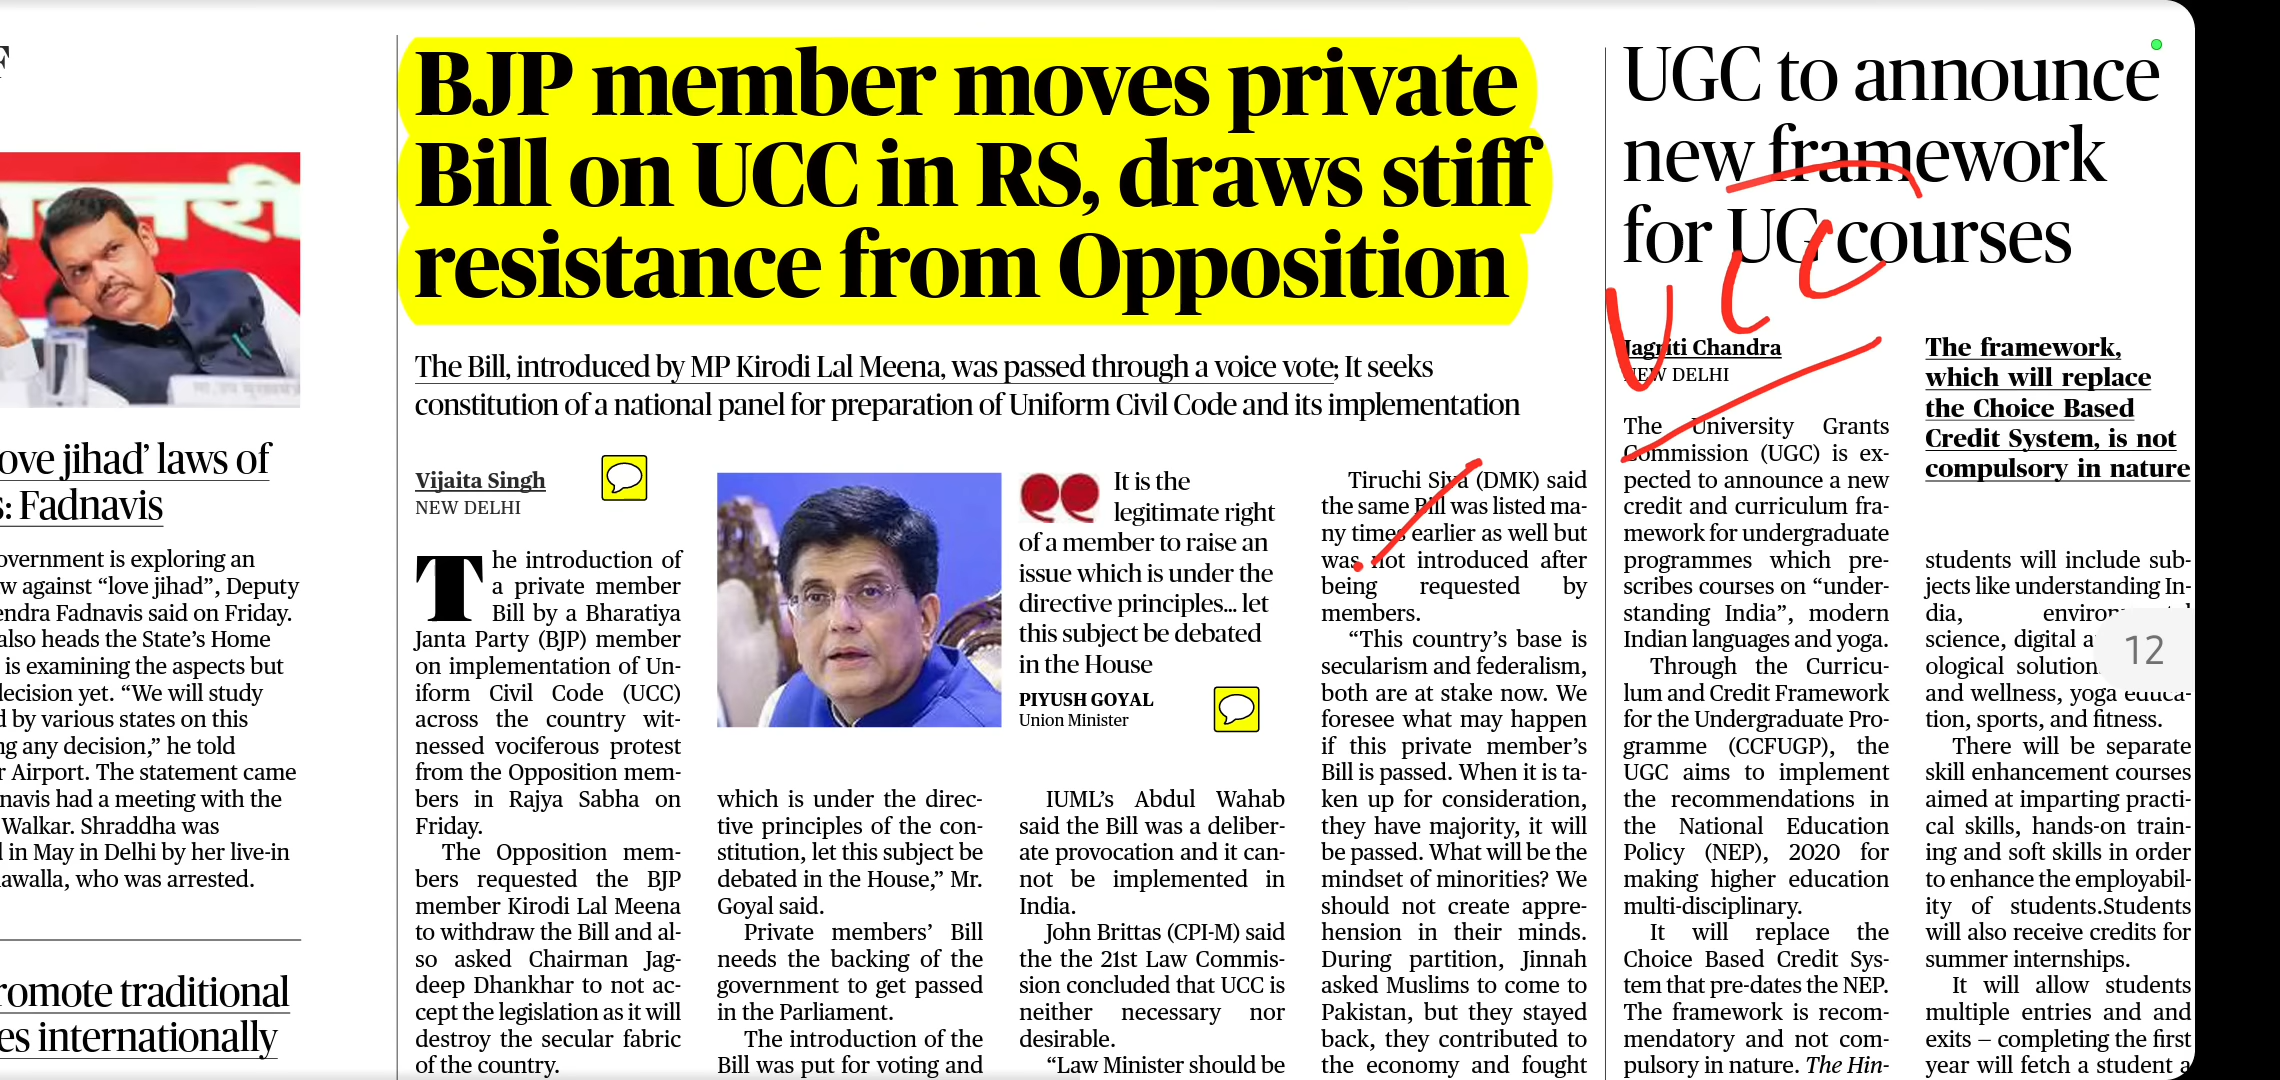 BJP member moves private
Bill on UCC in RS, draws stiff
resistance from Opposition
The Bill, introduced by MP Kirodi Lal Meena, was passed through a voice vote; It seeks
constitution of a national panel for preparation of Uniform Civil Code and its implementation
Vijaita Singh
NEW DELHI
The introduction of
a private member
Bill by a Bharatiya
Janta Party (BJP) member
on implementation of Un-
iform Civil Code (UCC)
across the country wit-
nessed vociferous protest
from the Opposition mem-
bers in Rajya Sabha on
Friday.
The Opposition mem-
bers requested the BJP
member Kirodi Lal Meena
to withdraw the Bill and al-
so asked Chairman Jag-
deep Dhankhar to not ac-
cept the legislation as it will
destroy the secular fabric
of the country.
It is the
legitimate right
of a member to raise an
issue which is under the
directive principles... let
this subject be debated
in the House
PIYUSH GOYAL
Union Minister
which is under the direc-
tive principles of the con-
stitution, let this subject be
debated in the House,” Mr.
Goyal said.
Private members’ Bill
needs the backing of the
government to get passed
in the Parliament.
The introduction of the
Bill was put for voting and
IUML’s Abdul Wahab
said the Bill was a deliber-
ate provocation and it can-
not be implemented in
India.
John Brittas (CPI-M) said
the the 21st Law Commis-
sion concluded that UCC is
neither necessary nor
desirable.
“Law Minister should be
Tiruchi Siva (DMK) said
the same Bill was listed ma-
ny times earlier as well but
was not introduced after
being requested by
members.
“This country’s base is
secularism and federalism,
both are at stake now. We
foresee what may happen
if this private member’s
Bill is passed. When it is ta-
ken up for consideration,
they have majority, it will
be passed. What will be the
mindset of minorities? We
should not create appre-
hension in their minds.
During partition, Jinnah
asked Muslims to come to
Pakistan, but they stayed
back, they contributed to
the economy and fought
UGC to announce
new framework
for UG courses
UCC
Jagriti Chandra
NEW DELHI
The University Grants
Commission (UGC) is ex-
pected to announce a new
credit and curriculum fra-
mework for undergraduate
programmes which pre-
scribes courses on “under-
standing India”, modern
Indian languages and yoga.
Through the Curricu-
lum and Credit Framework
for the Undergraduate Pro-
gramme (CCFUGP), the
UGC aims to implement
the recommendations in
the National Education
Policy (NEP), 2020 for
making higher education
multi-disciplinary.
It will replace the
Choice Based Credit Sys-
tem that pre-dates the NEP.
The framework is recom-
mendatory and not com-
pulsory in nature. The Hin-
The framework,
which will replace
the Choice Based
Credit System, is not
compulsory in nature
students will include sub-
jects like understanding In-
dia,
science, digital
and wellness, yoga educa-
tion, sports, and fitness.
There will be separate
skill enhancement courses
aimed at imparting practi-
cal skills, hands-on train-
ing and soft skills in order
to enhance the employabil-
ity of students.Students
will also receive credits for
summer internships.
It will allow students
multiple entries and and
exits – completing the first
year will fetch a student a
12
ove jihad’ laws of
s: Fadnavis
overnment is exploring an
w against “love jihad”, Deputy
endra Fadnavis said on Friday.
also heads the State’s Home
is examining the aspects but
decision yet. “We will study
d by various states on this
ng any decision,” he told
r Airport. The statement came
navis had a meeting with the
Walkar. Shraddha was
d in May in Delhi by her live-in
awalla, who was arrested.
romote traditional
es internationally